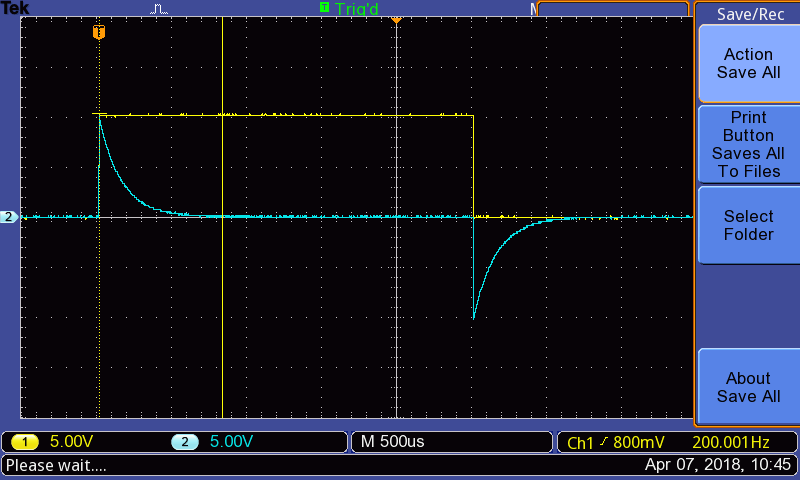 Tek
T Trig'd
M
Save/Rec
T
Action
Save All
Print
Button
Saves All
To Files
Select
Folder
2
About
Save All
1 5.00V 2 5.00V M 500us Ch1 800mV 200.001Hz
Please wait.... Apr 07, 2018, 10:45